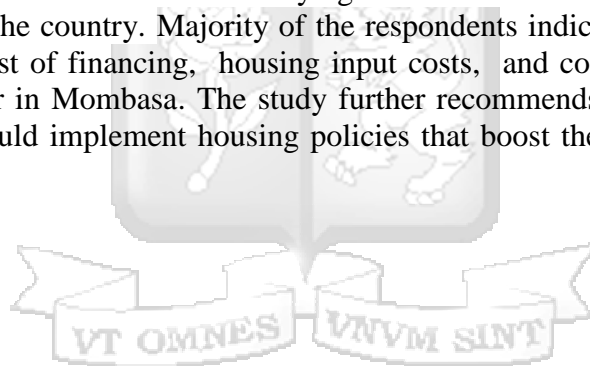 he country. Majority of the respondents indic
st of financing, housing input costs, and co
r in Mombasa. The study further recommends
uld implement housing policies that boost the
VT OMNES VNVM SINT